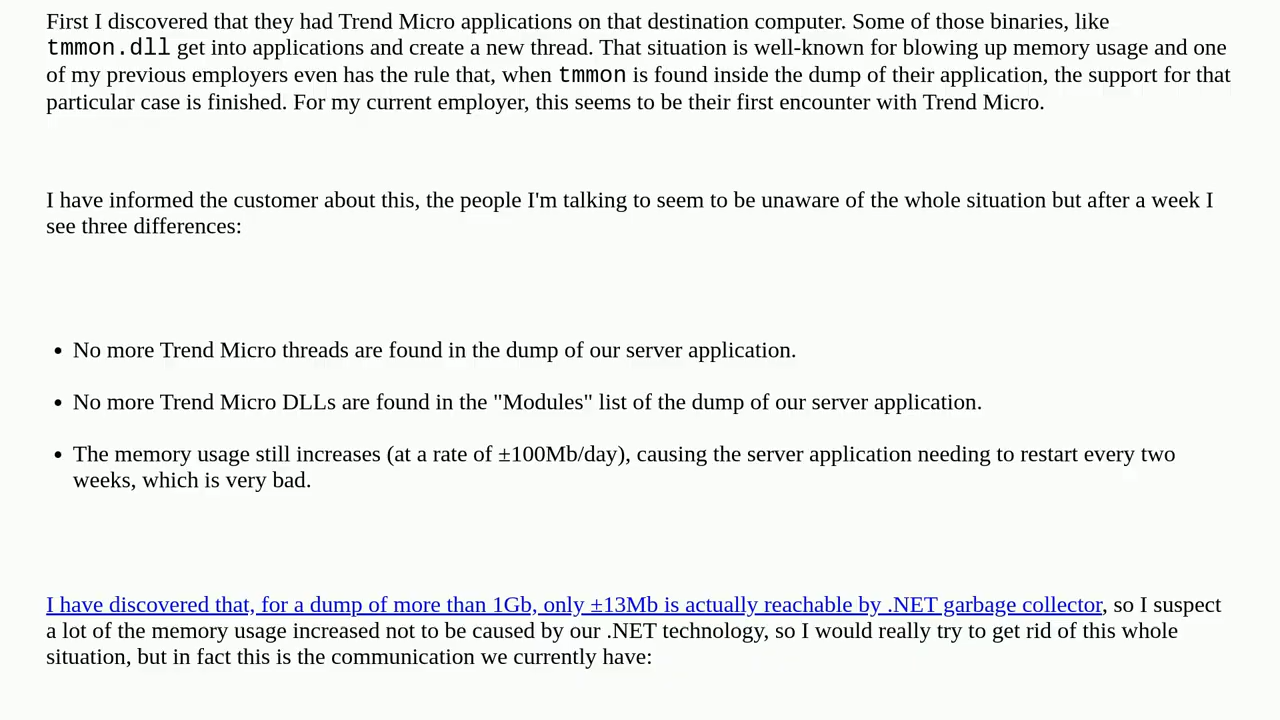 First I discovered that they had Trend Micro applications on that destination computer. Some of those binaries, like
tmmon.dll get into applications and create a new thread. That situation is well-known for blowing up memory usage and one
of my previous employers even has the rule that, when tmmon is found inside the dump of their application, the support for that
particular case is finished. For my current employer, this seems to be their first encounter with Trend Micro.
I have informed the customer about this, the people I'm talking to seem to be unaware of the whole situation but after a week I
see three differences:
• No more Trend Micro threads are found in the dump of our server application.
• No more Trend Micro DLLs are found in the "Modules" list of the dump of our server application.
• The memory usage still increases (at a rate of ±100Mb/day), causing the server application needing to restart every two
weeks, which is very bad.
I have discovered that, for a dump of more than 1Gb, only ±13Mb is actually reachable by .NET garbage collector, so I suspect
a lot of the memory usage increased not to be caused by our .NET technology, so I would really try to get rid of this whole
situation, but in fact this is the communication we currently have: